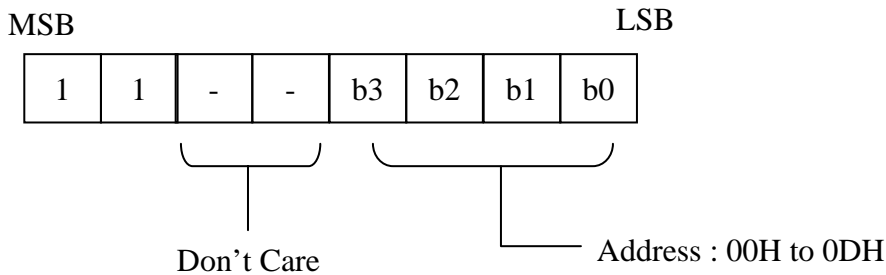 MSB LSB
1 1 - - b3 b2 b1 b0
Don’t Care Address : 00H to 0DH